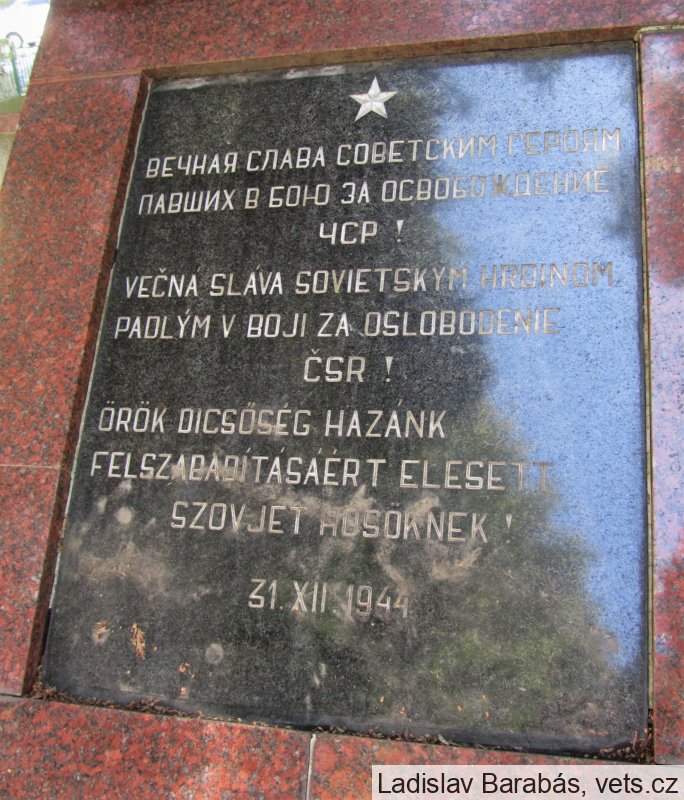 ВЕЧНАЯ СЛАВА СОВЕТСКИМ ГЕРОЯМ
ПАВШИХ В БОЮ ЗА ОСВОБОЖДЕНИЕ
ЧСР !
VEČNÁ SLÁVA SOVIETSKYM HRDINOM
PADLÝM V BOJI ZA OSLOBODENIE
ČSR !
ÖRÖK DICSŐSÉG HAZÁNK
FELSZABADÍTÁSÁÉRT ELESETT
SZOVJET HŐSÖKNEK !
31. XII. 1944
Ladislav Barabás, vets.cz